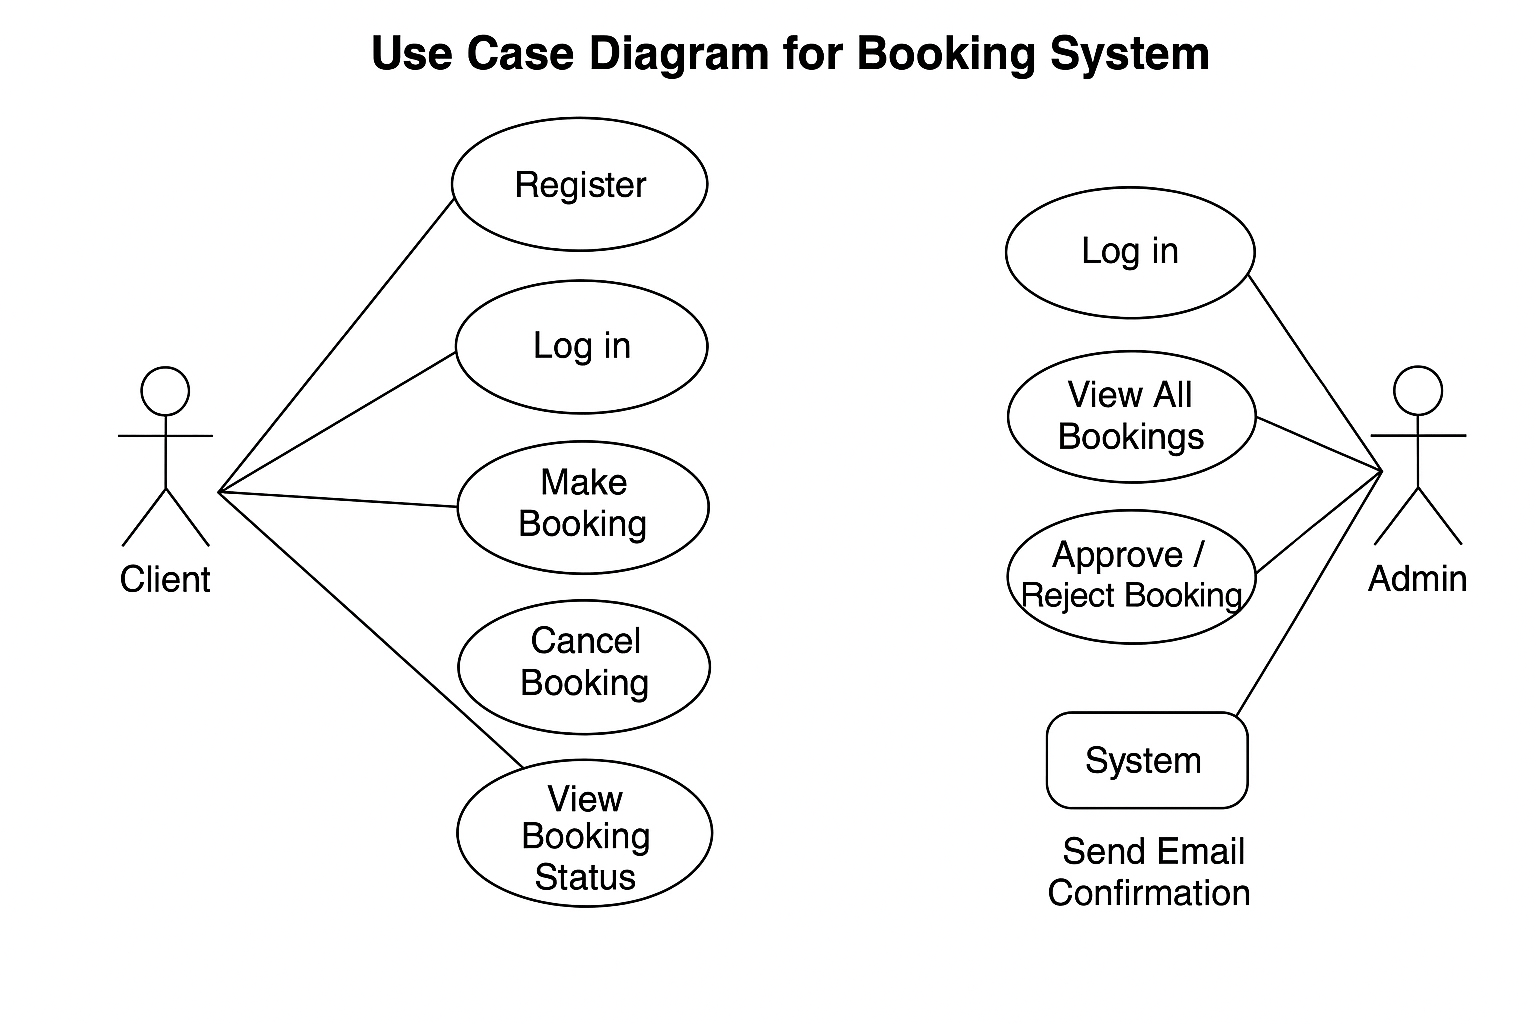 Use Case Diagram for Booking System
Register
Log in
Make
Booking
Cancel
Booking
View
Booking
Status
Client
Log in
View All
Bookings
Approve /
Reject Booking
System
Send Email
Confirmation
Admin